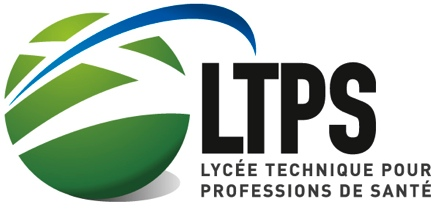 LTPS
LYCÉE TECHNIQUE POUR
PROFESSIONS DE SANTÉ